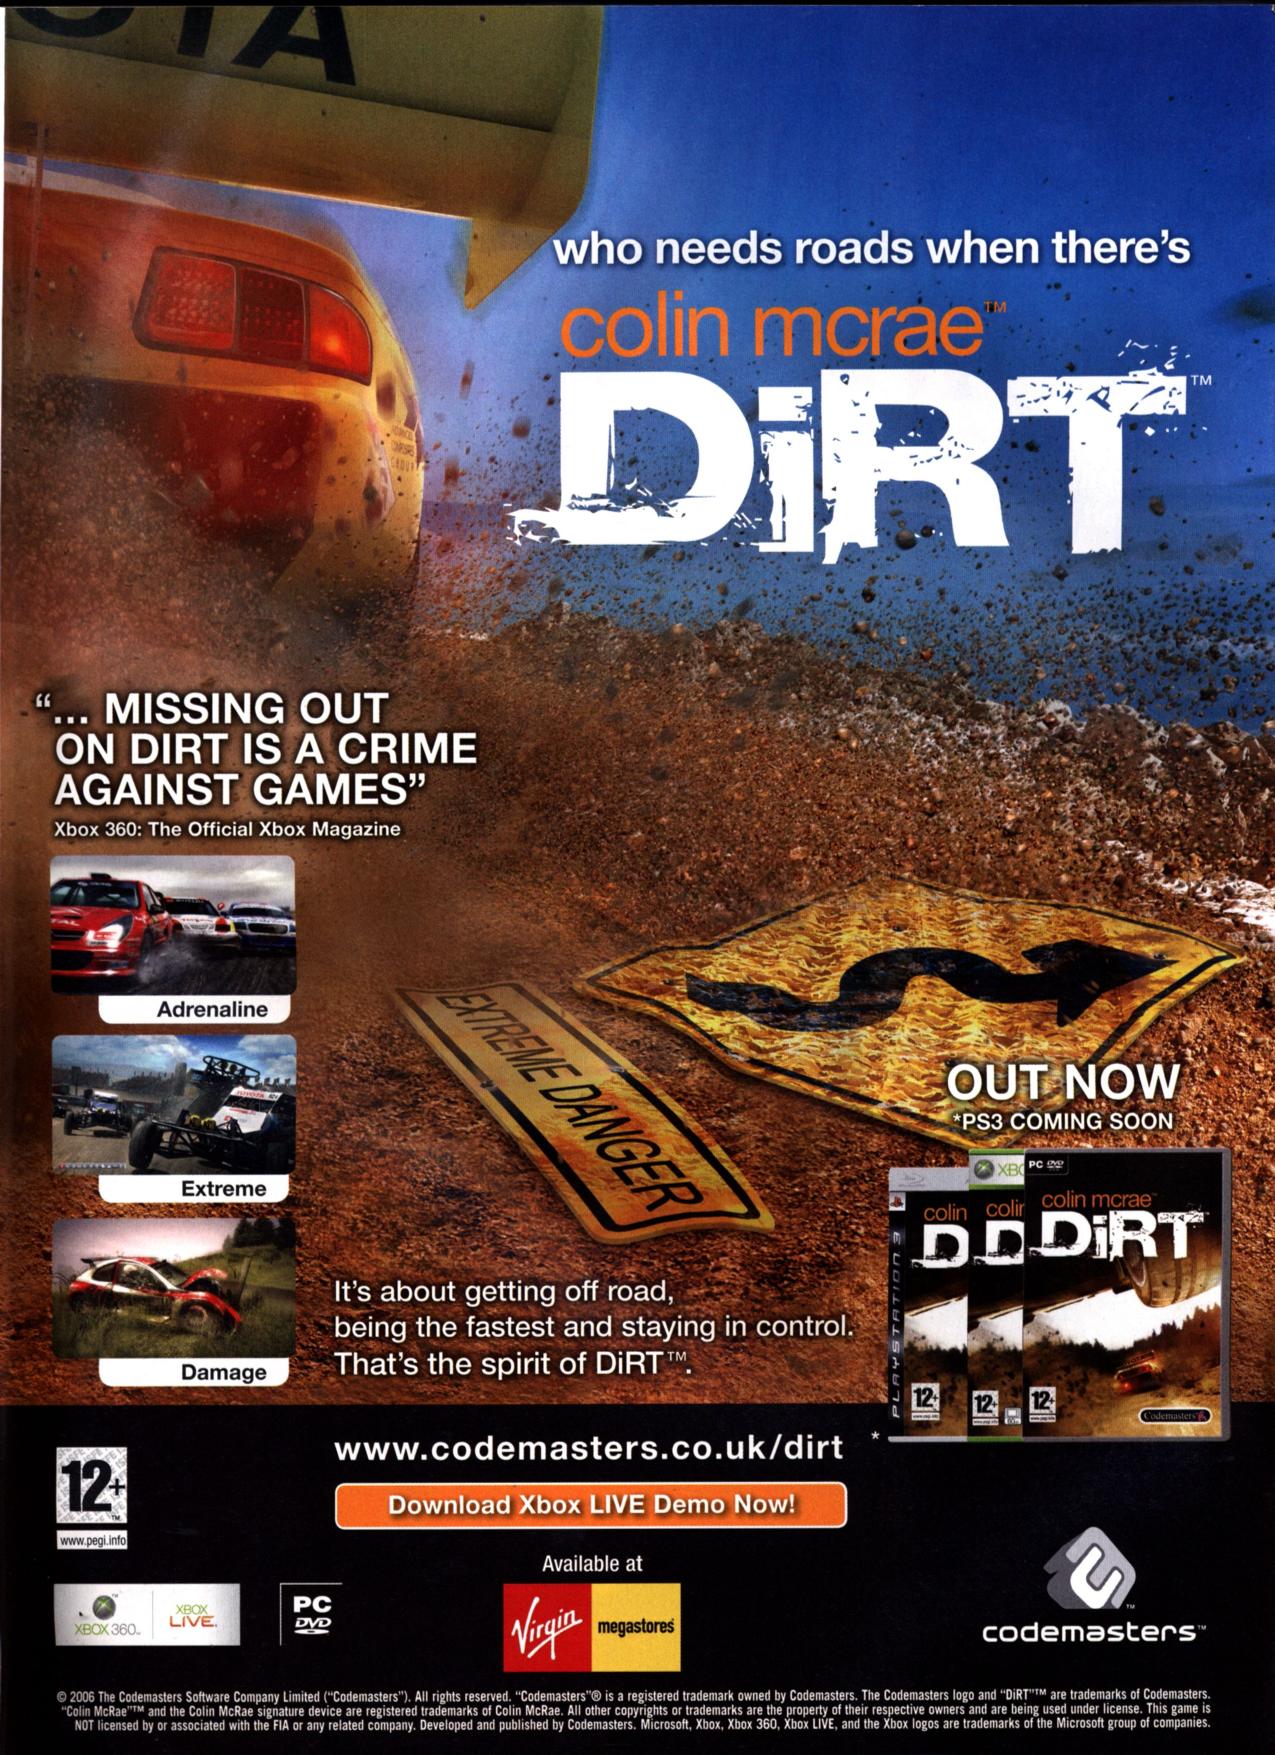 OTA
who needs roads when there's
colin mcrae™
DiRT™
"... MISSING OUT
ON DIRT IS A CRIME
AGAINST GAMES"
Xbox 360: The Official Xbox Magazine
Adrenaline
Extreme
Damage
EXTREME DANGER
OUT NOW
*PS3 COMING SOON
PLAYSTATION 3
colin
D
12+
XBO
colin
D
12+
PC DVD
colin mcrae
DiRT
12+
Codemasters
It's about getting off road,
being the fastest and staying in control.
That's the spirit of DiRT™.
www.codemasters.co.uk/dirt
*
Download Xbox LIVE Demo Now!
12+
www.pegi.info
Available at
XBOX 360™
XBOX
LIVE
PC
DVD
Virgin megastores
codemasters™
© 2006 The Codemasters Software Company Limited ("Codemasters"). All rights reserved. "Codemasters"® is a registered trademark owned by Codemasters. The Codemasters logo and "DiRT"™ are trademarks of Codemasters.
"Colin McRae"™ and the Colin McRae signature device are registered trademarks of Colin McRae. All other copyrights or trademarks are the property of their respective owners and are being used under license. This game is
NOT licensed by or associated with the FIA or any related company. Developed and published by Codemasters. Microsoft, Xbox, Xbox 360, Xbox LIVE, and the Xbox logos are trademarks of the Microsoft group of companies.